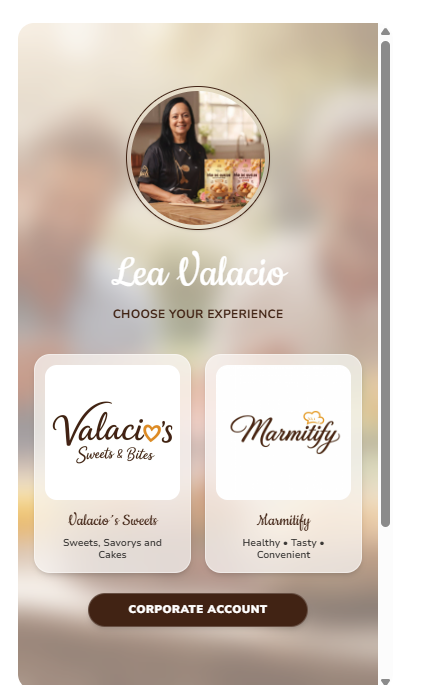 Lea Valacio
CHOOSE YOUR EXPERIENCE
Valacio's
Sweets & Bites
Valacio´s Sweets
Sweets, Savorys and
Cakes
Marmitify
Marmitify
Healthy • Tasty •
Convenient
CORPORATE ACCOUNT